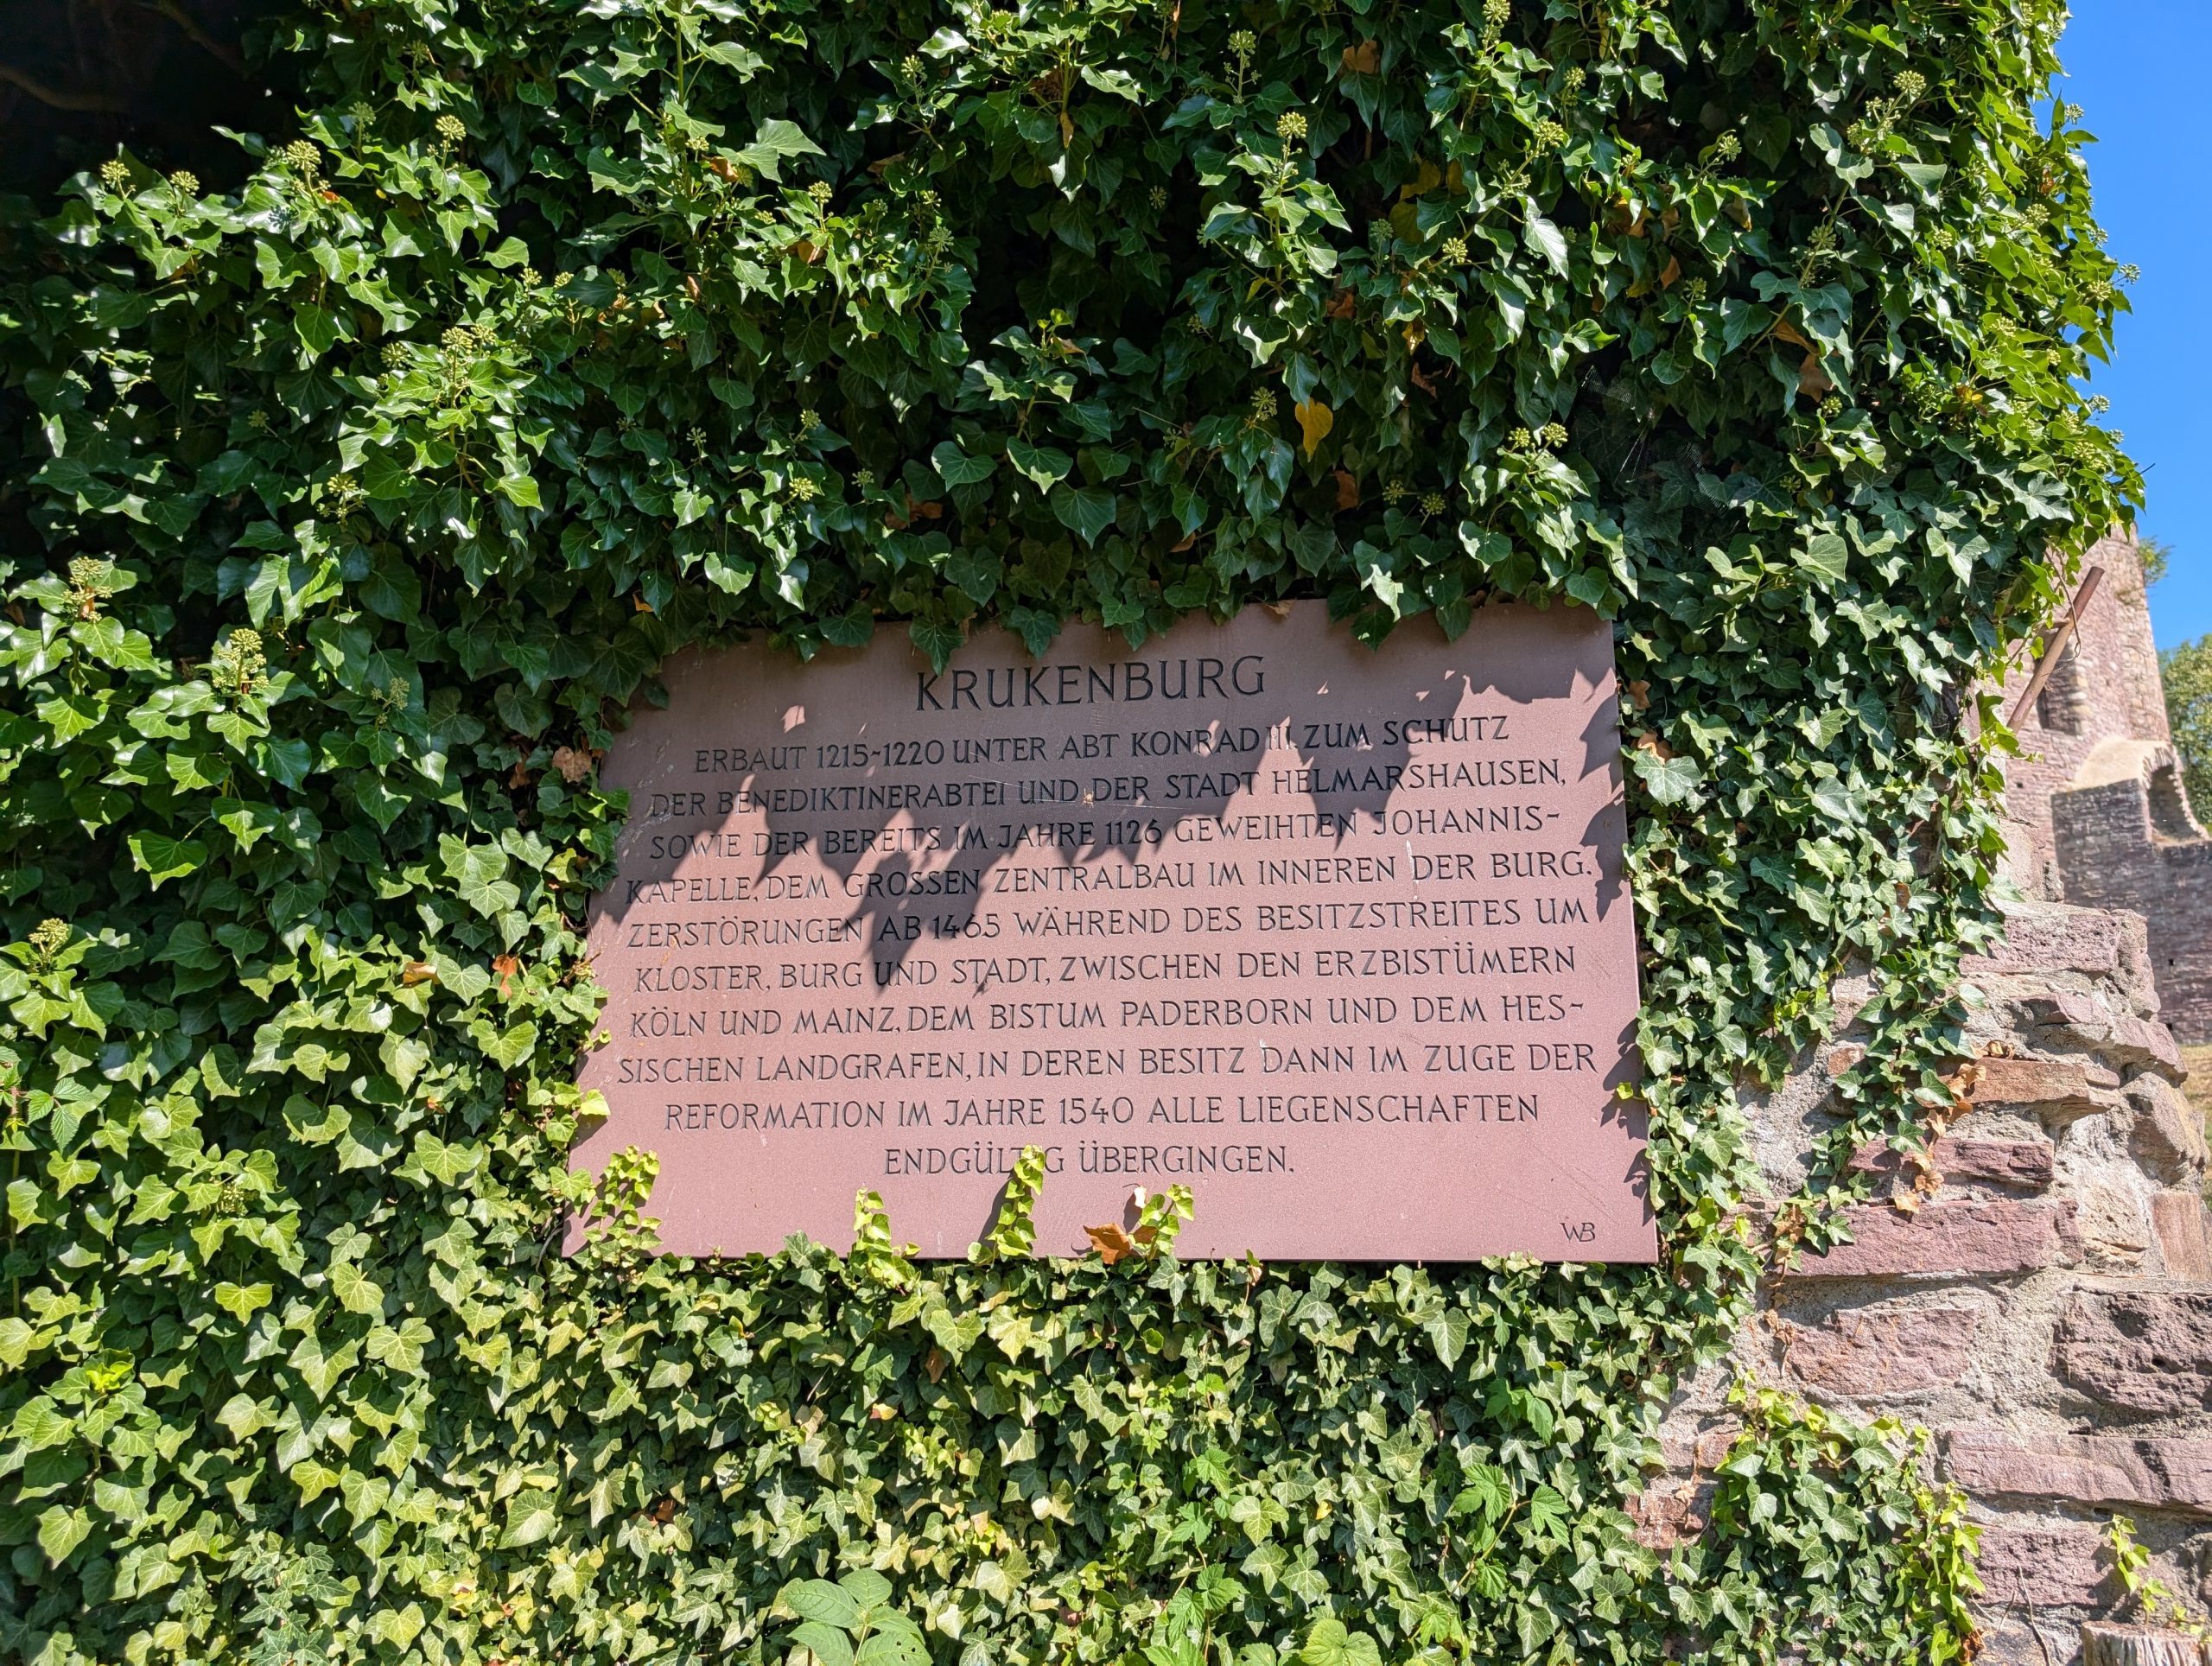 KRUKENBURG
ERBAUT 1215~1220 UNTER ABT KONRAD III. ZUM SCHUTZ
DER BENEDIKTINERABTEI UND DER STADT HELMARSHAUSEN,
SOWIE DER BEREITS IM JAHRE 1126 GEWEIHTEN JOHANNIS-
KAPELLE, DEM GROSSEN ZENTRALBAU IM INNEREN DER BURG.
ZERSTÖRUNGEN AB 1465 WÄHREND DES BESITZSTREITES UM
KLOSTER, BURG UND STADT, ZWISCHEN DEN ERZBISTÜMERN
KÖLN UND MAINZ, DEM BISTUM PADERBORN UND DEM HES-
SISCHEN LANDGRAFEN, IN DEREN BESITZ DANN IM ZUGE DER
REFORMATION IM JAHRE 1540 ALLE LIEGENSCHAFTEN
ENDGÜLTIG ÜBERGINGEN.
WB